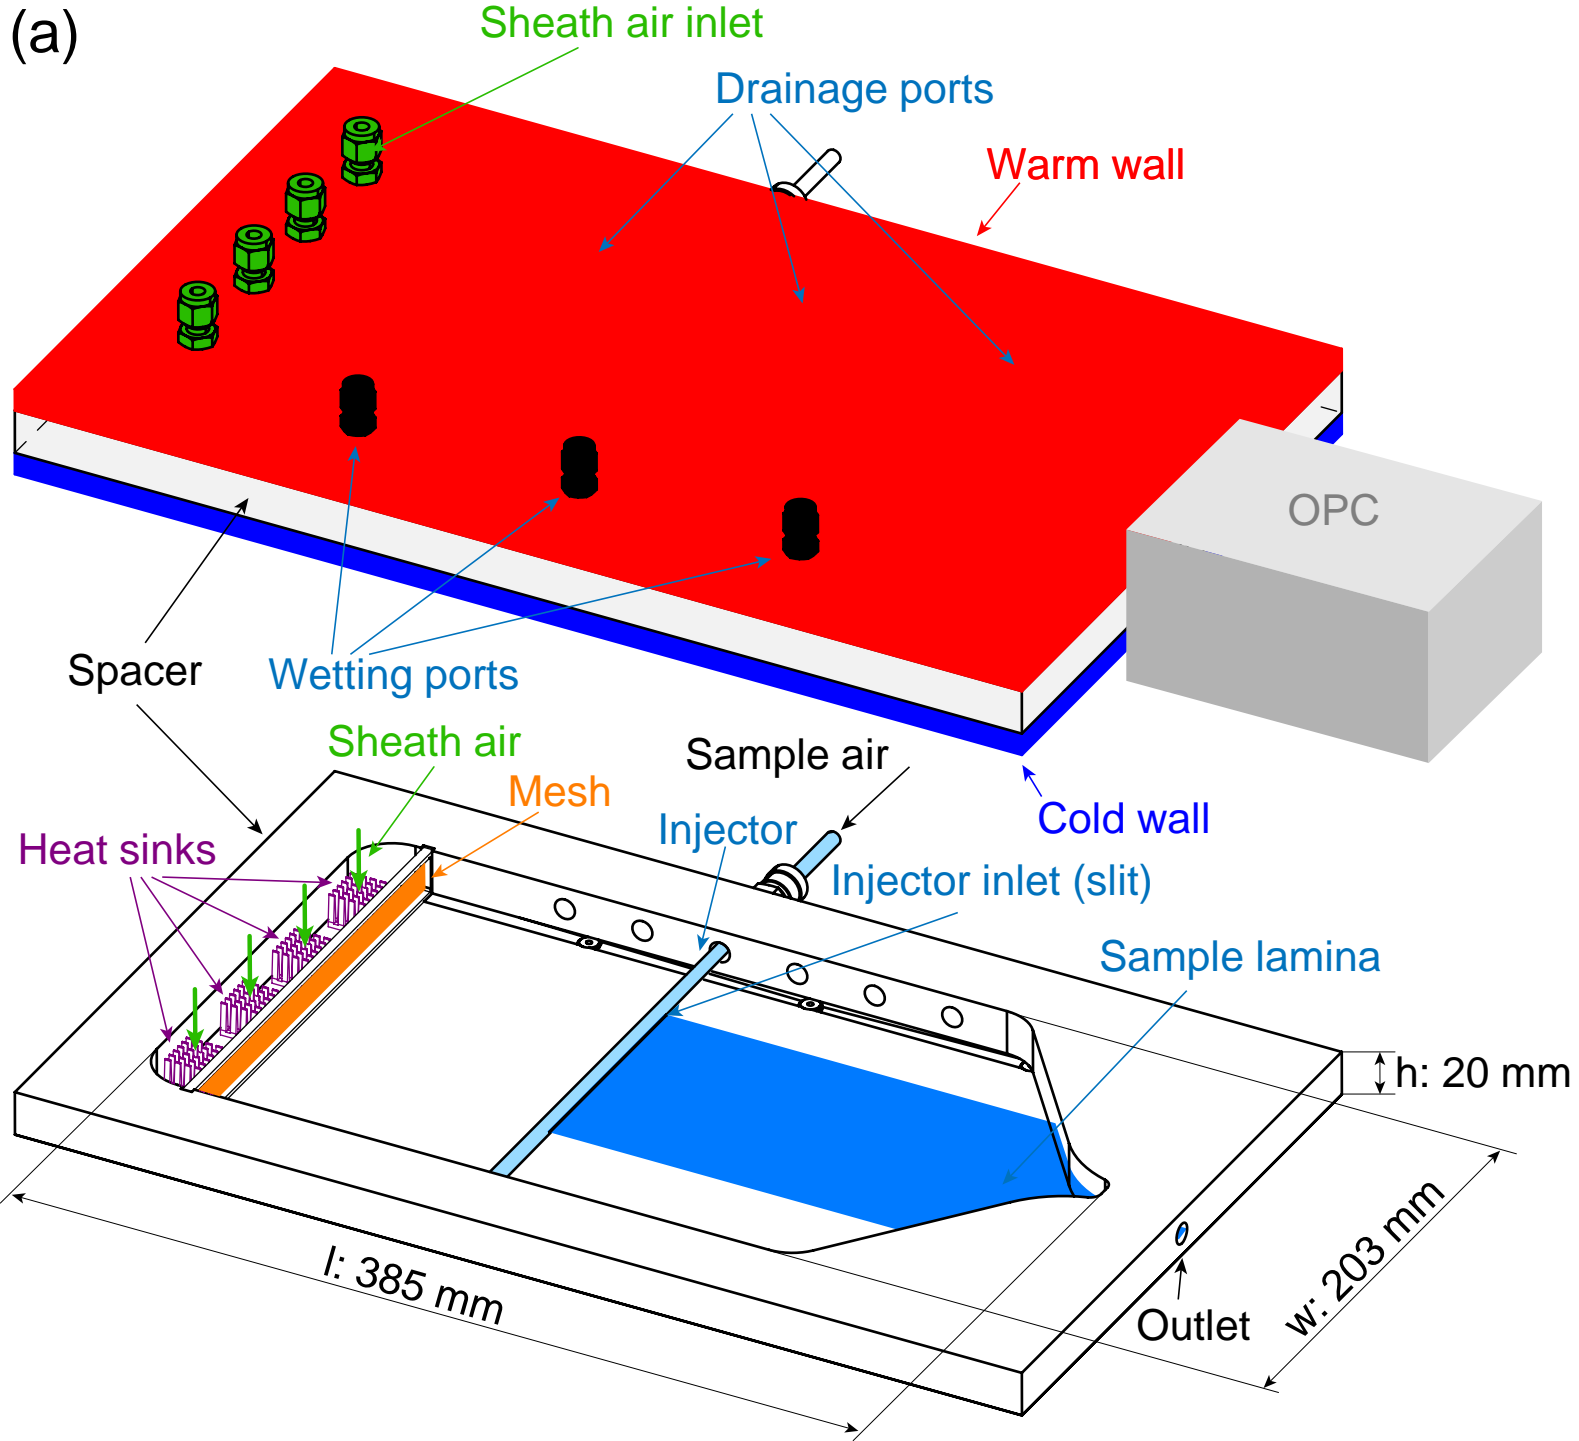 (a)
Sheath air inlet
Drainage ports
Warm wall
OPC
Spacer
Wetting ports
Sheath air
Sample air
Mesh
Cold wall
Injector
Heat sinks
Injector inlet (slit)
Sample lamina
h: 20 mm
w: 203 mm
l: 385 mm
Outlet